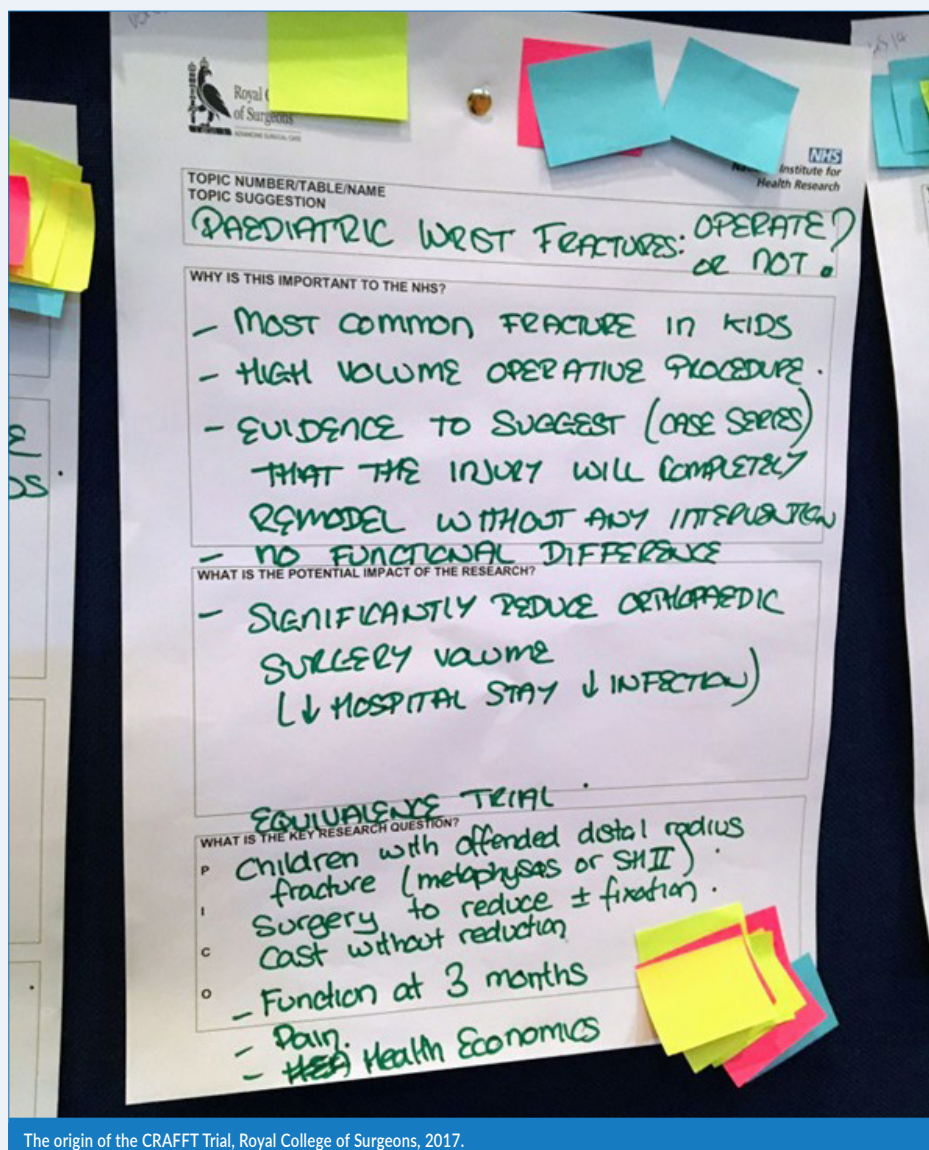 Royal
of Surgeons
ADVANCING SURGICAL CARE
NHS
Institute for
Health Research
TOPIC NUMBER/TABLE/NAME
TOPIC SUGGESTION
PAEDIATRIC WRIST FRACTURES: OPERATE?
OR NOT.
WHY IS THIS IMPORTANT TO THE NHS?
- MOST COMMON FRACTURE IN KIDS
- HIGH VOLUME OPERATIVE PROCEDURE.
- EVIDENCE TO SUGGEST (CASE SERIES)
THAT THE INJURY WILL COMPLETELY
REMODEL WITHOUT ANY INTERVENTION
- NO FUNCTIONAL DIFFERENCE
WHAT IS THE POTENTIAL IMPACT OF THE RESEARCH?
- SIGNIFICANTLY REDUCE ORTHOPAEDIC
SURGERY VOLUME
(↓ HOSPITAL STAY ↓ INFECTION)
EQUIVALENCE TRIAL
WHAT IS THE KEY RESEARCH QUESTION?
P Children with offended distal radius
fracture (metaphyses or SH II).
I Surgery to reduce ± fixation.
C Cast without reduction
O - Function at 3 months
- Pain.
- Health Economics
The origin of the CRAFFT Trial, Royal College of Surgeons, 2017.